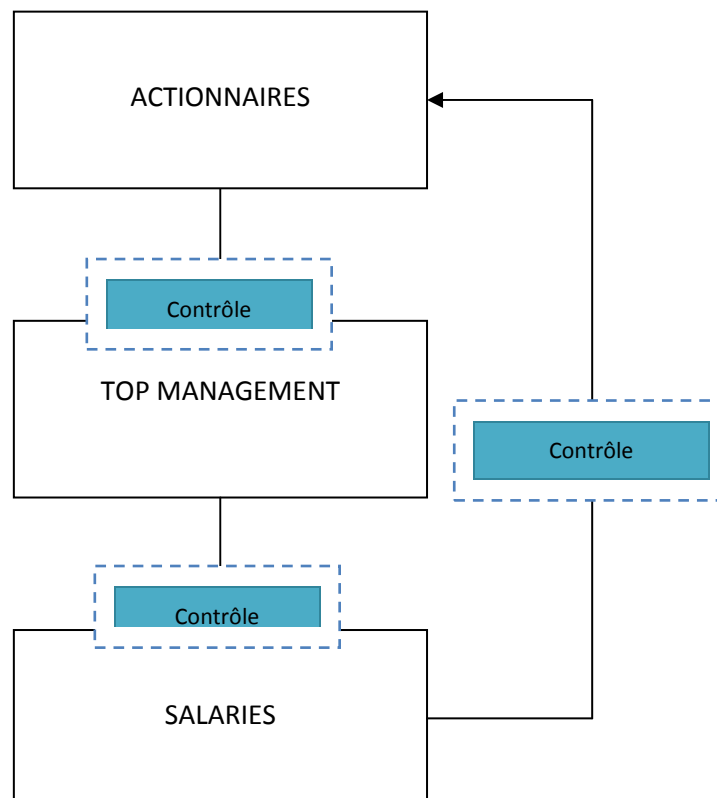 ACTIONNAIRES
Contrôle
TOP MANAGEMENT
Contrôle
Contrôle
SALARIES